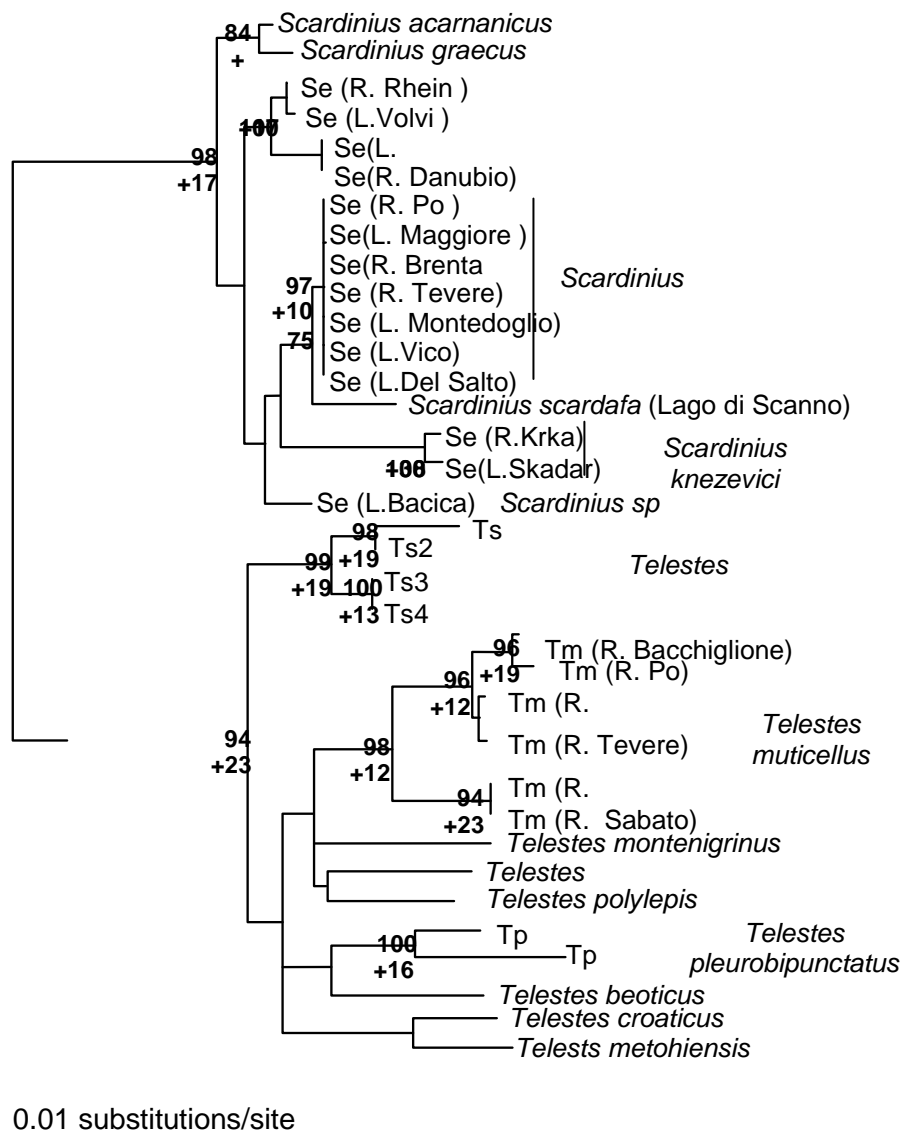 84
+
Scardinius acarnanicus
Scardinius graecus
Se (R. Rhein )
Se (L.Volvi )
Se(L.
Se(R. Danubio)
98
+17
Se (R. Po )
Se(L. Maggiore )
Se(R. Brenta
Se (R. Tevere)
Se (L. Montedoglio)
Se (L.Vico)
Se (L.Del Salto)
Scardinius
97
+10
75
Scardinius scardafa (Lago di Scanno)
Se (R.Krka)
Se(L.Skadar)
Scardinius
knezevici
Se (L.Bacica)
Scardinius sp
98
+19
Ts
Ts2
99
+19
100
+13
Ts3
Ts4
Telestes
96
+19
Tm (R. Bacchiglione)
Tm (R. Po)
96
+12
Tm (R.
Tm (R. Tevere)
Telestes
muticellus
94
+23
98
+12
94
+23
Tm (R.
Tm (R. Sabato)
Telestes montenigrinus
Telestes
Telestes polylepis
100
+16
Tp
Tp
Telestes
pleurobipunctatus
Telestes beoticus
Telestes croaticus
Telests metohiensis
0.01 substitutions/site